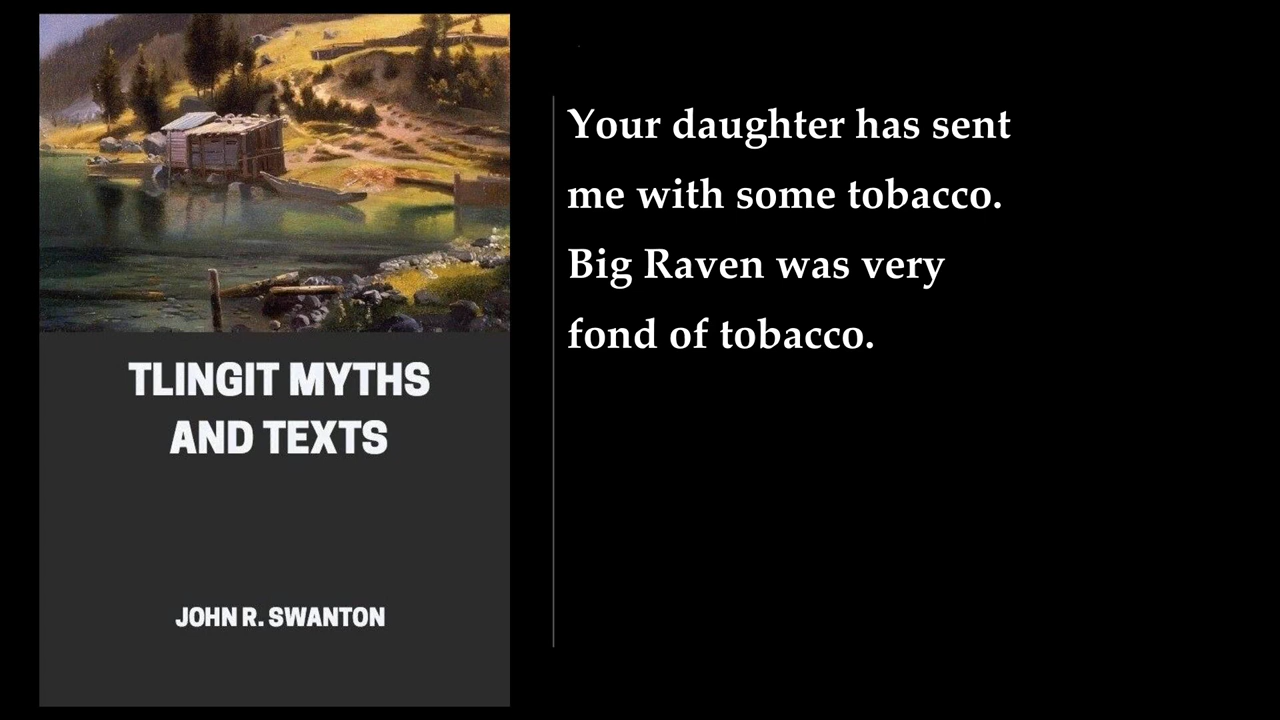 TLINGIT MYTHS
AND TEXTS
JOHN R. SWANTON
Your daughter has sent
me with some tobacco.
Big Raven was very
fond of tobacco.